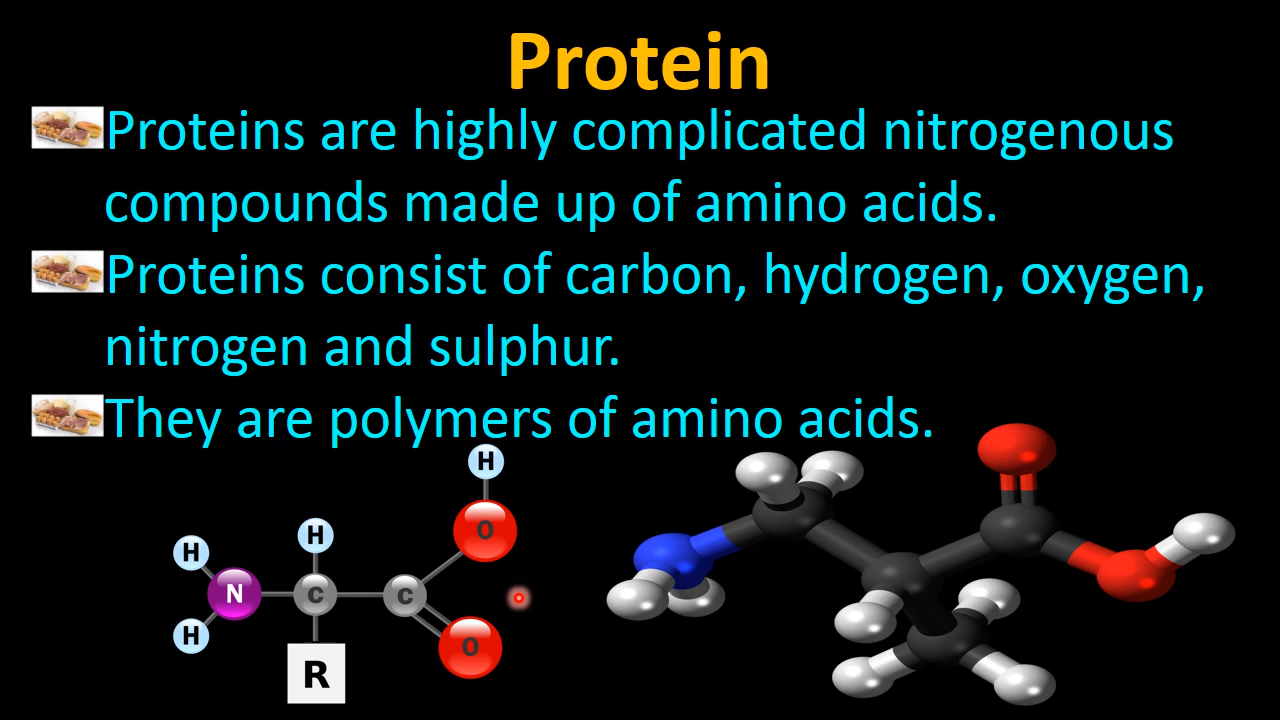 Protein
Proteins are highly complicated nitrogenous
compounds made up of amino acids.
Proteins consist of carbon, hydrogen, oxygen,
nitrogen and sulphur.
They are polymers of amino acids.
H
O
H
H
N
C
C
H
O
R